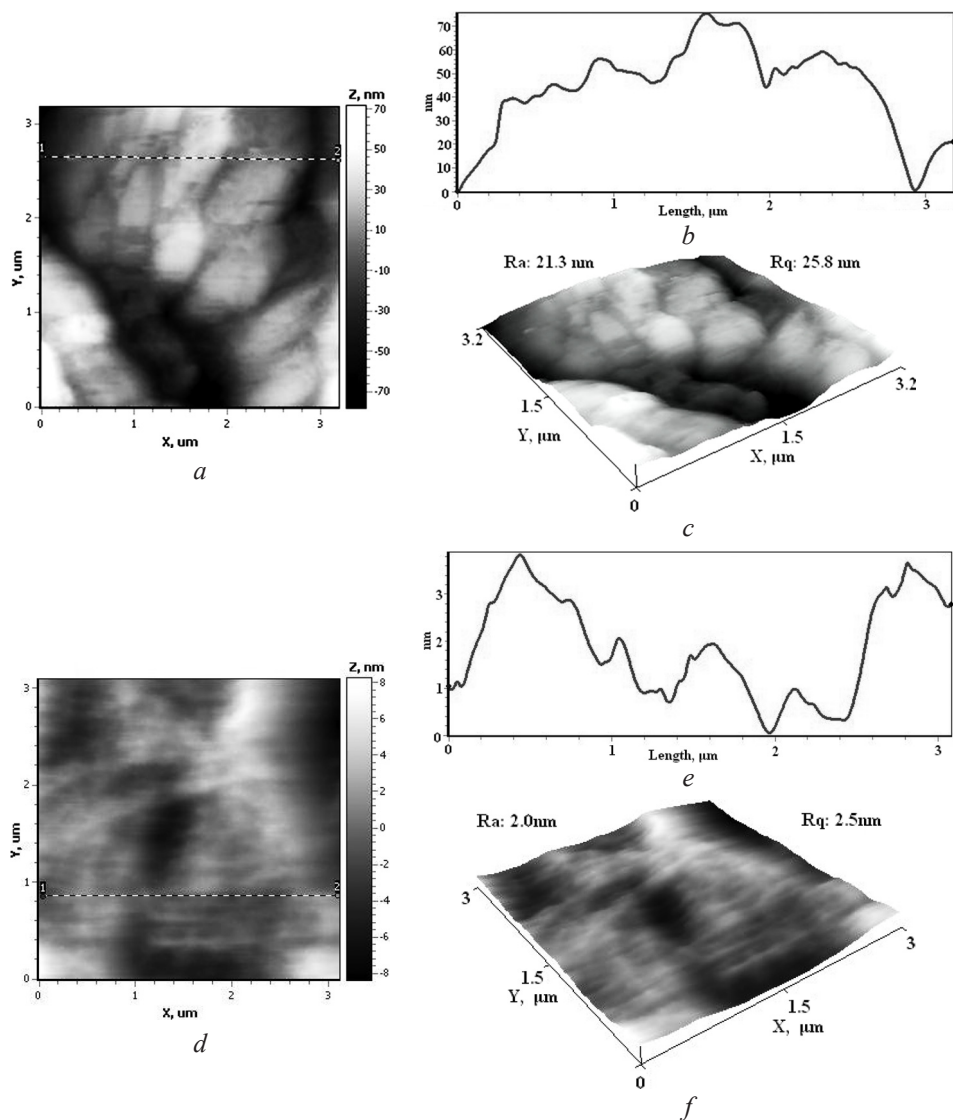 Z, nm
70
50
30
10
-10
-30
-50
-70
3
2
1
0
Y, um
1
2
0 1 2 3
X, um
a
70
60
50
40
30
20
10
0
nm
0 1 2 3
Length, µm
b
Ra: 21.3 nm
Rq: 25.8 nm
3.2
1.5
Y, µm
3.2
1.5
X, µm
0
c
Z, nm
8
6
4
2
0
-2
-4
-6
-8
3
2
1
0
Y, um
1
2
0 1 2 3
X, um
d
3
2
1
0
nm
0 1 2 3
Length, µm
e
Ra: 2.0nm
Rq: 2.5nm
3
1.5
Y, µm
3
1.5
X, µm
0
f